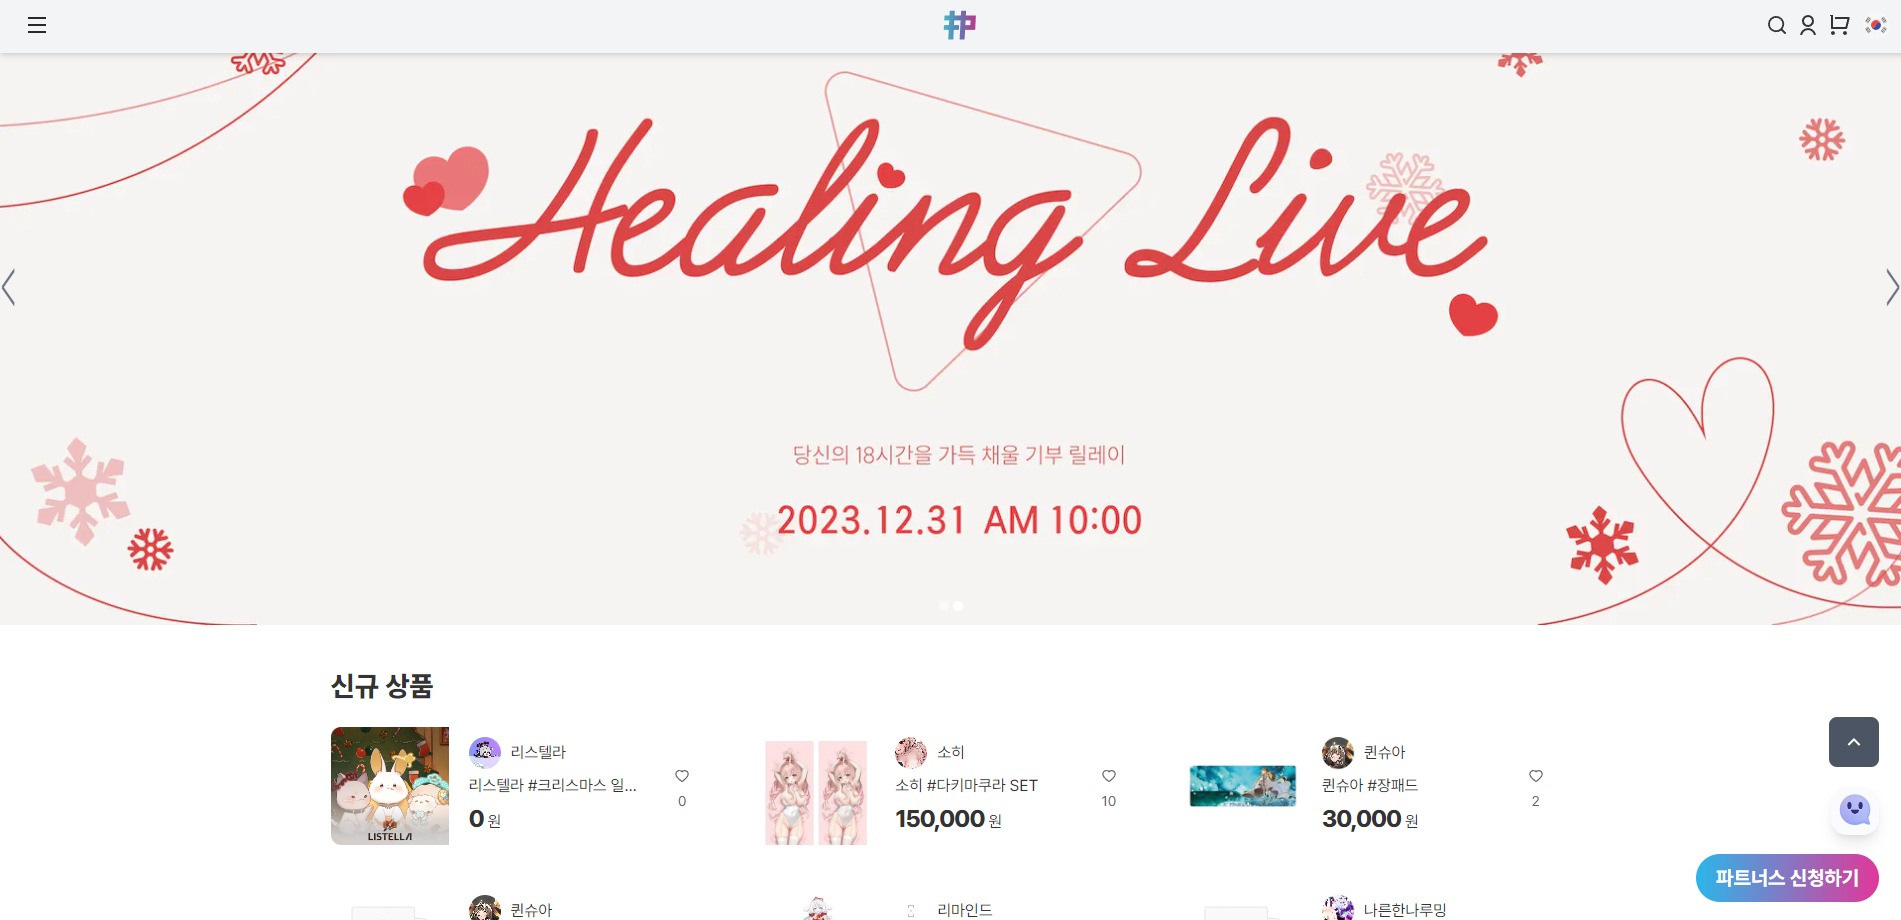 Healing Live
당신의 18시간을 가득 채울 기부 릴레이
2023.12.31 AM 10:00
신규 상품
리스텔라
리스텔라 #크리스마스 일...
0 원
0
LISTELLA
소히
소히 #다키마쿠라 SET
150,000 원
10
퀸슈아
퀸슈아 #장패드
30,000 원
2
퀸슈아
리마인드
나른한나루밍
파트너스 신청하기